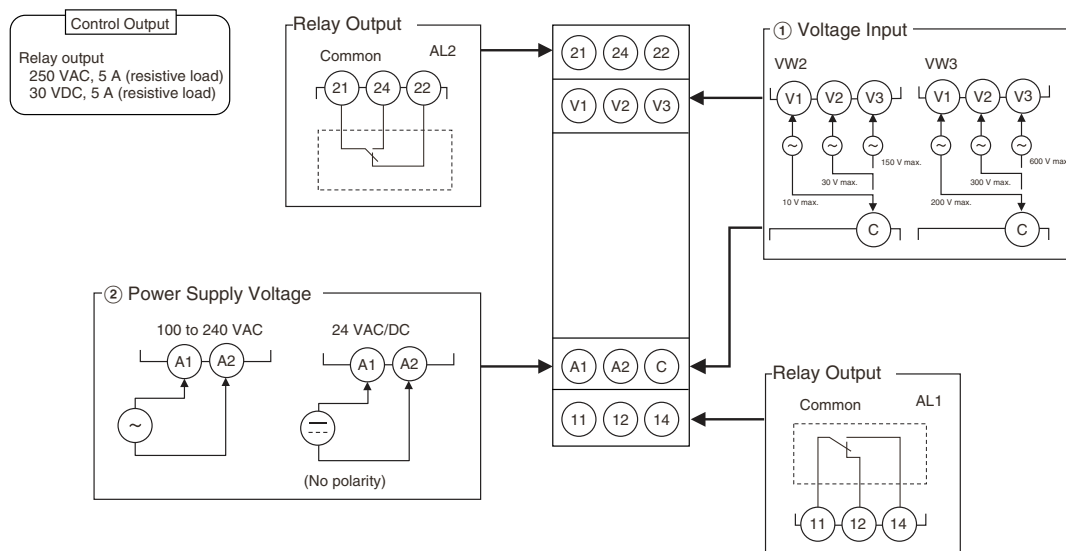 Control Output
Relay output
250 VAC, 5 A (resistive load)
30 VDC, 5 A (resistive load)
Relay Output
Common AL2
21 24 22
21 24 22
V1 V2 V3
① Voltage Input
VW2 VW3
V1 V2 V3 V1 V2 V3
~ ~ ~ ~ ~ ~
150 V max. 600 V max
30 V max. 300 V max.
10 V max. 200 V max.
C C
② Power Supply Voltage
100 to 240 VAC 24 VAC/DC
A1 A2 A1 A2
~
(No polarity)
A1 A2 C
11 12 14
Relay Output
Common AL1
11 12 14